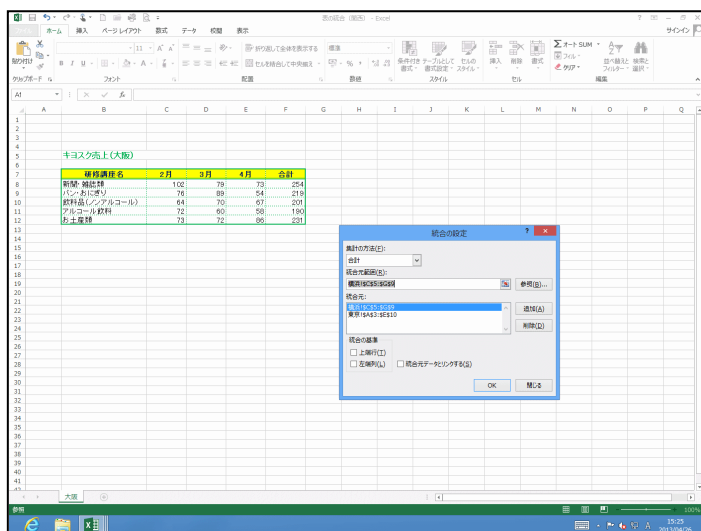 表の統合 (関西) - Excel
サインイン
ホーム 挿入 ページ レイアウト 数式 データ 校閲 表示
貼り付け
11
折り返して全体を表示する
標準
セルを結合して中央揃え
条件付き 書式
テーブルとして 書式設定
セルの スタイル
挿入 削除 書式
オート SUM
フィル
クリア
並べ替えと フィルター
検索と 選択
クリップボード フォント 配置 数値 スタイル セル 編集
A1
A B C D E F G H I J K L M N O P Q
キヨスク売上(大阪)
研修講座名 2月 3月 4月 合計
新聞・雑誌類 102 79 73 254
パン・おにぎり 76 89 54 219
飲料品(ノンアルコール) 64 70 67 201
アルコール飲料 72 60 58 190
お土産類 73 72 86 231
統合の設定
集計の方法(F):
合計
統合元範囲(R):
横浜!$C$5:$G$9
参照(B)...
統合元:
横浜!$C$5:$G$9
東京!$A$3:$E$10
追加(A)
削除(D)
統合の基準
上端行(T)
左端列(L)
統合元データとリンクする(S)
OK
閉じる
大阪
参照
100%
15:25
2013/04/26